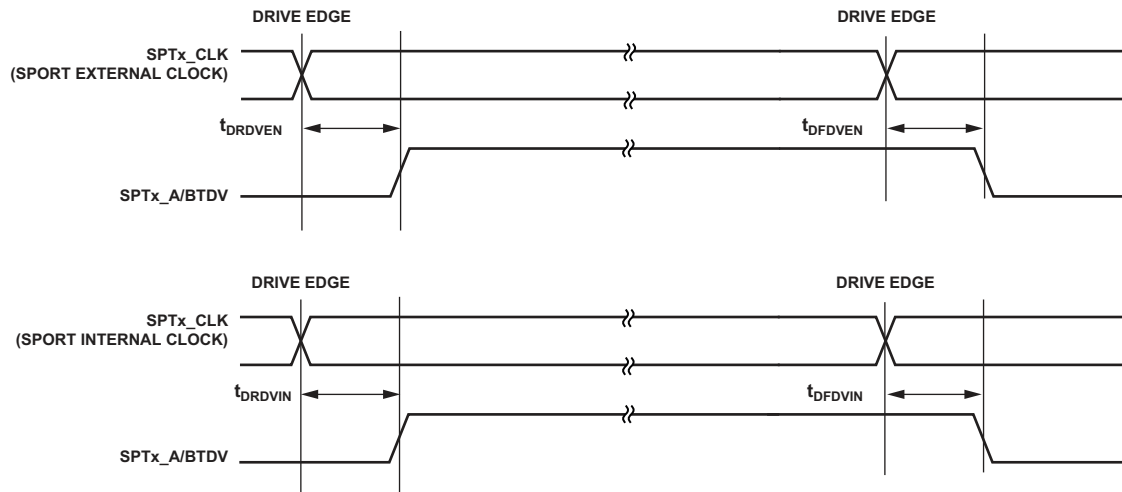 DRIVE EDGE DRIVE EDGE
SPTx_CLK
(SPORT EXTERNAL CLOCK)
tDRDVEN tDFDVEN
SPTx_A/BTDV
DRIVE EDGE DRIVE EDGE
SPTx_CLK
(SPORT INTERNAL CLOCK)
tDRDVIN tDFDVIN
SPTx_A/BTDV